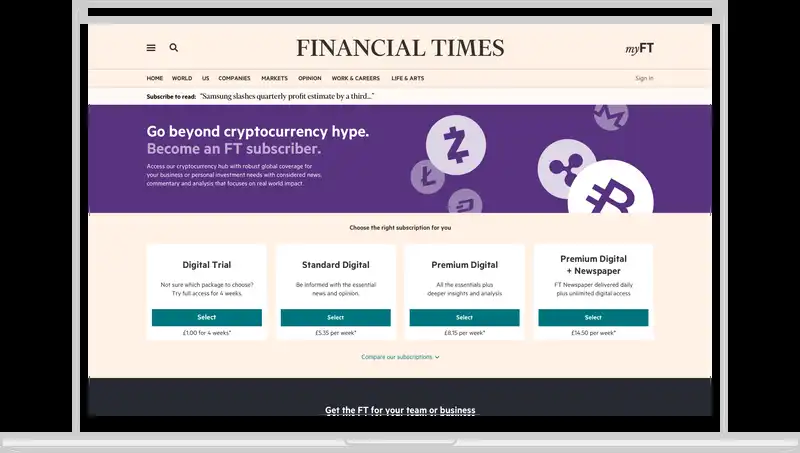 FINANCIAL TIMES
myFT
HOME WORLD US COMPANIES MARKETS OPINION WORK & CAREERS LIFE & ARTS Sign in
Subscribe to read: “Samsung slashes quarterly profit estimate by a third...”
Go beyond cryptocurrency hype.
Become an FT subscriber.
Access our cryptocurrency hub with robust global coverage for
your business or personal investment needs with considered news,
commentary and analysis that focuses on real world impact.
Choose the right subscription for you
Digital Trial
Not sure which package to choose?
Try full access for 4 weeks.
Select
£1.00 for 4 weeks*
Standard Digital
Be informed with the essential
news and opinion.
Select
£5.35 per week*
Premium Digital
All the essentials plus
deeper insights and analysis
Select
£8.15 per week*
Premium Digital
+ Newspaper
FT Newspaper delivered daily
plus unlimited digital access
Select
£14.50 per week*
Compare our subscriptions
Get the FT for your team or business